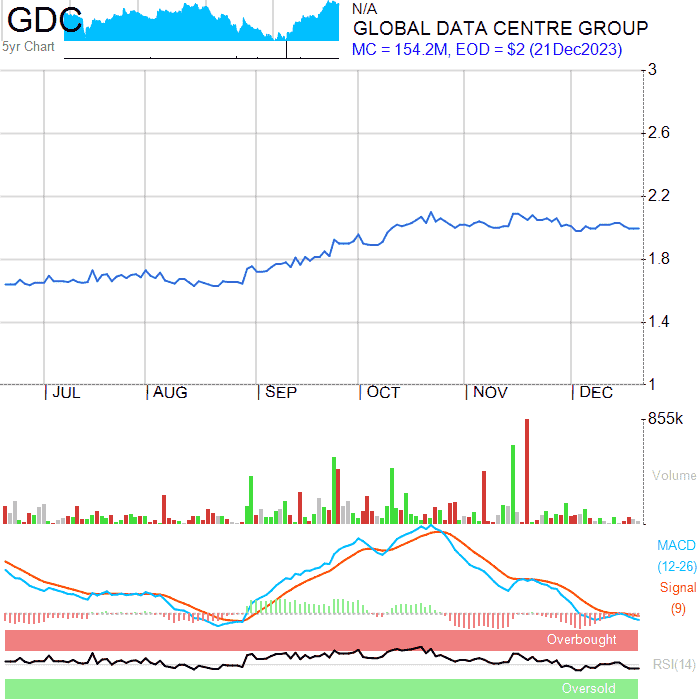 GDC
5yr Chart
N/A
GLOBAL DATA CENTRE GROUP
MC = 154.2M, EOD = $2 (21Dec2023)
3
2.6
2.2
1.8
1.4
1
JUL AUG SEP OCT NOV DEC
855k
Volume
MACD
(12-26)
Signal
(9)
Overbought
RSI(14)
Oversold